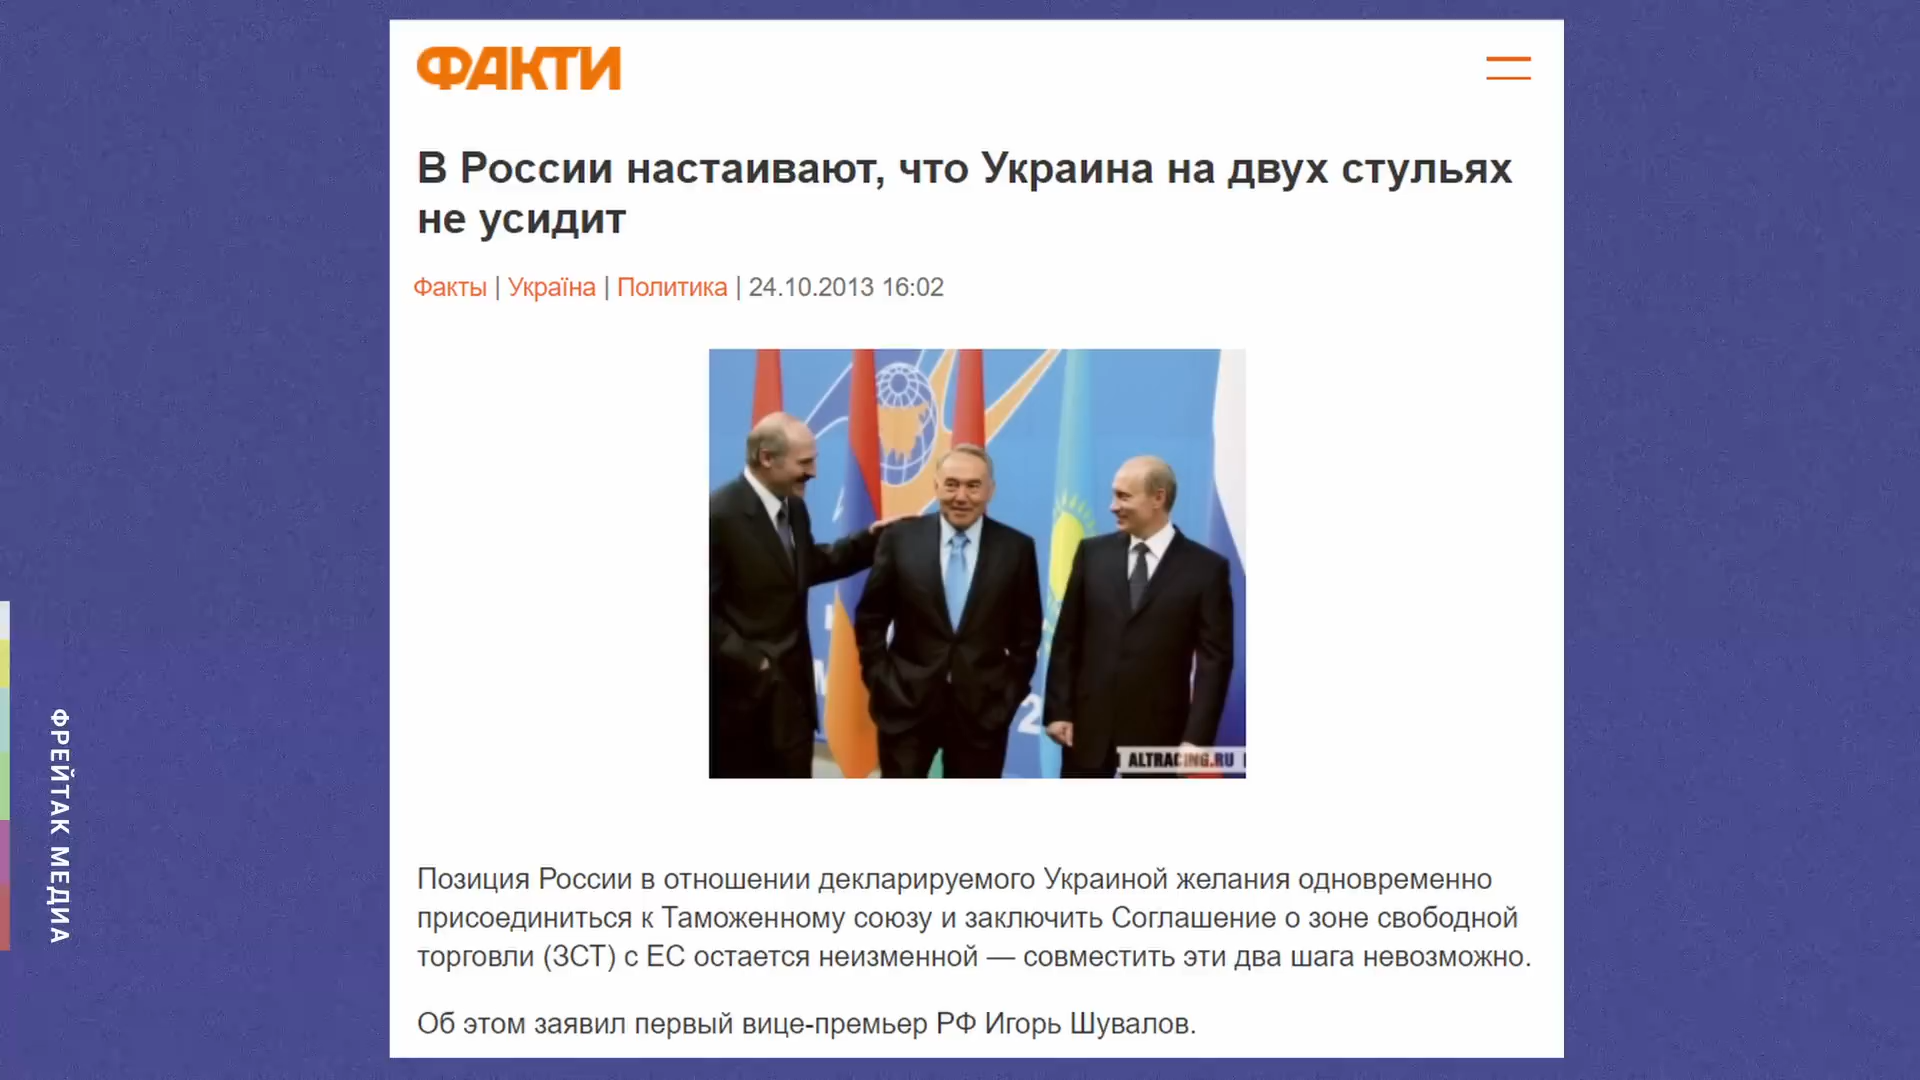 ФАКТИ
В России настаивают, что Украина на двух стульях
не усидит
Факты | Україна | Политика | 24.10.2013 16:02
ALTRACING.RU
Позиция России в отношении декларируемого Украиной желания одновременно
присоединиться к Таможенному союзу и заключить Соглашение о зоне свободной
торговли (ЗСТ) с ЕС остается неизменной — совместить эти два шага невозможно.
Об этом заявил первый вице-премьер РФ Игорь Шувалов.
ФРЕЙТАК МЕДИА